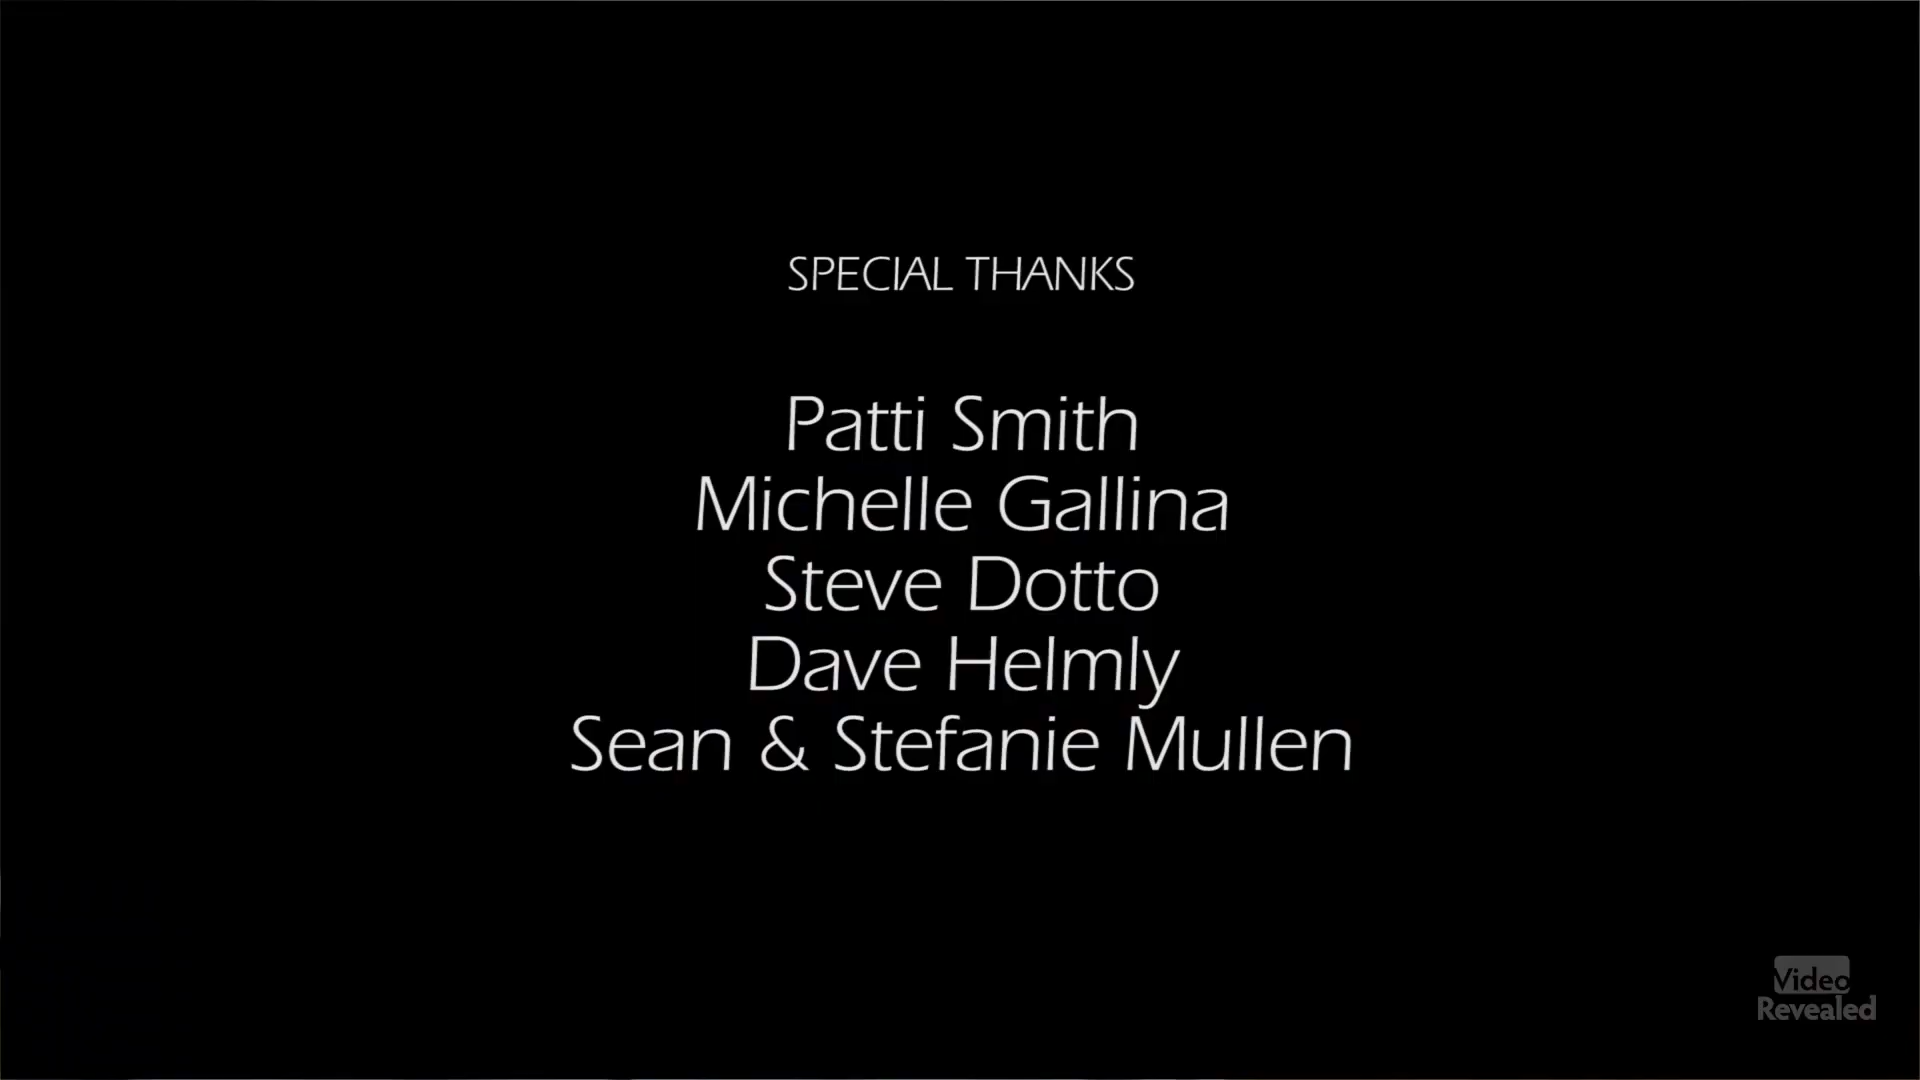 SPECIAL THANKS
Patti Smith
Michelle Gallina
Steve Dotto
Dave Helmly
Sean & Stefanie Mullen
Video
Revealed